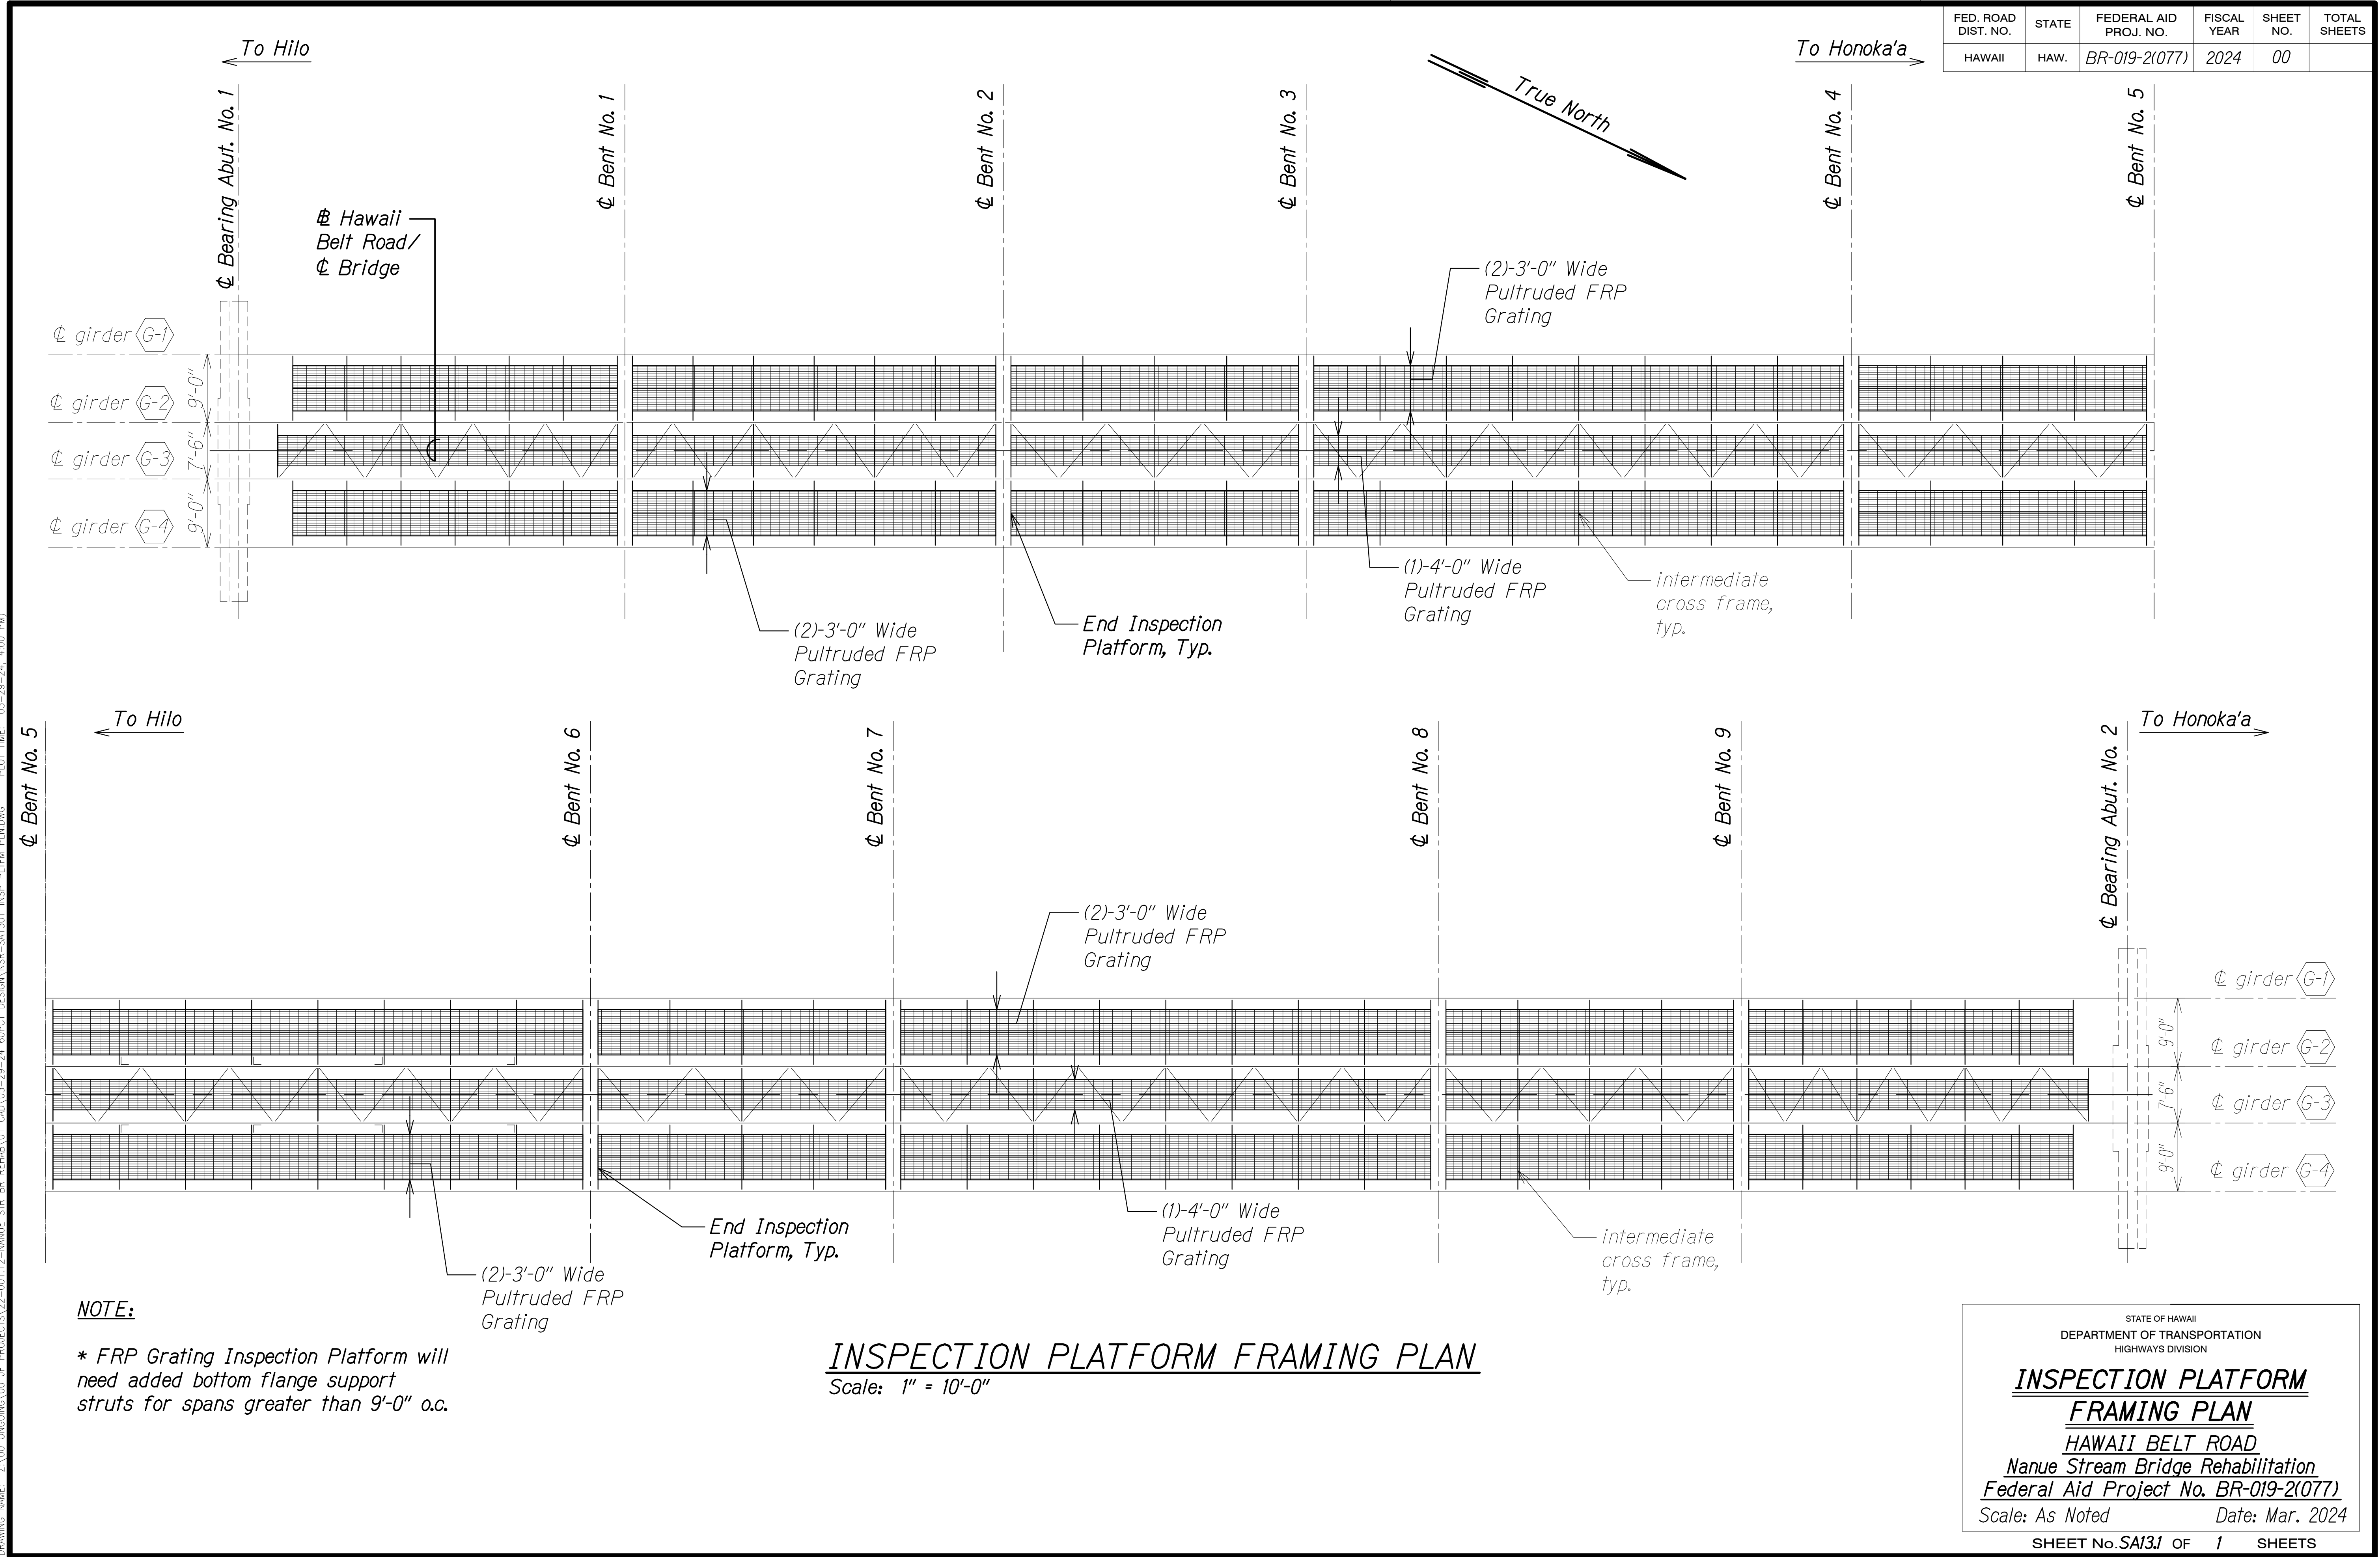 FED. ROAD DIST. NO.
STATE
FEDERAL AID PROJ. NO.
FISCAL YEAR
SHEET NO.
TOTAL SHEETS
HAWAII
HAW.
BR-019-2(077)
2024
00
To Hilo
To Honoka'a
True North
℄ Bearing Abut. No. 1
℄ Bent No. 1
℄ Bent No. 2
℄ Bent No. 3
℄ Bent No. 4
℄ Bent No. 5
Hawaii
Belt Road/
℄ Bridge
(2)-3'-0" Wide
Pultruded FRP
Grating
℄ girder G-1
℄ girder G-2
℄ girder G-3
℄ girder G-4
9'-0"
7'-6"
9'-0"
(2)-3'-0" Wide
Pultruded FRP
Grating
End Inspection
Platform, Typ.
(1)-4'-0" Wide
Pultruded FRP
Grating
intermediate
cross frame,
typ.
To Hilo
To Honoka'a
℄ Bent No. 5
℄ Bent No. 6
℄ Bent No. 7
℄ Bent No. 8
℄ Bent No. 9
℄ Bearing Abut. No. 2
(2)-3'-0" Wide
Pultruded FRP
Grating
℄ girder G-1
℄ girder G-2
℄ girder G-3
℄ girder G-4
9'-0"
7'-6"
9'-0"
(2)-3'-0" Wide
Pultruded FRP
Grating
End Inspection
Platform, Typ.
(1)-4'-0" Wide
Pultruded FRP
Grating
intermediate
cross frame,
typ.
NOTE:
* FRP Grating Inspection Platform will
need added bottom flange support
struts for spans greater than 9'-0" o.c.
INSPECTION PLATFORM FRAMING PLAN
Scale: 1" = 10'-0"
STATE OF HAWAII
DEPARTMENT OF TRANSPORTATION
HIGHWAYS DIVISION
INSPECTION PLATFORM
FRAMING PLAN
HAWAII BELT ROAD
Nanue Stream Bridge Rehabilitation
Federal Aid Project No. BR-019-2(077)
Scale: As Noted Date: Mar. 2024
SHEET No. SA13.1 OF 1 SHEETS